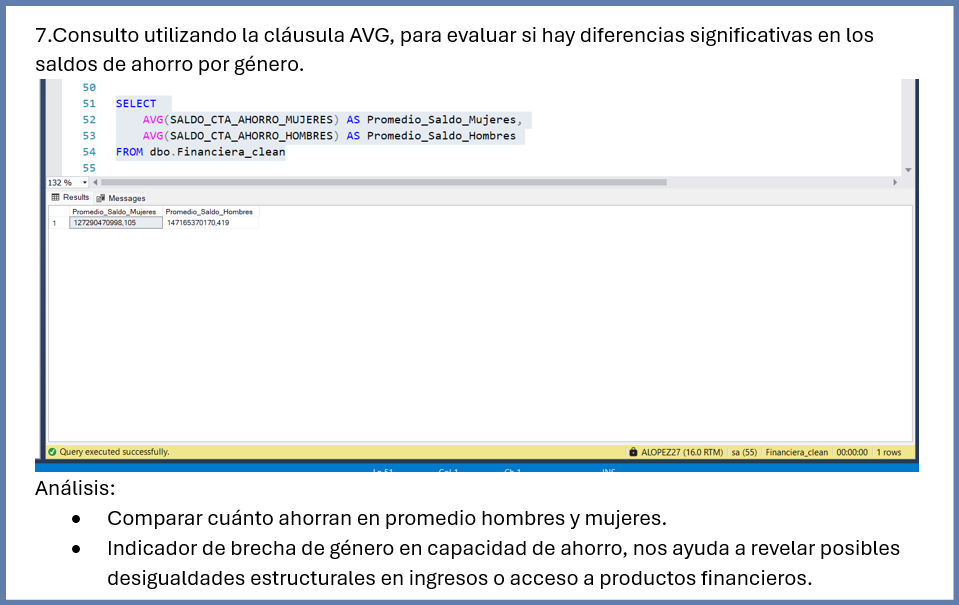 7.Consulto utilizando la cláusula AVG, para evaluar si hay diferencias significativas en los
saldos de ahorro por género.
50
51 SELECT
52 AVG(SALDO_CTA_AHORRO_MUJERES) AS Promedio_Saldo_Mujeres,
53 AVG(SALDO_CTA_AHORRO_HOMBRES) AS Promedio_Saldo_Hombres
54 FROM dbo.Financiera_clean
55
132 %
Results Messages
Promedio_Saldo_Mujeres Promedio_Saldo_Hombres
1 127290470998,105 147165370170,419
Query executed successfully. ALOPEZ27 (16.0 RTM) sa (55) Financiera_clean 00:00:00 1 rows
Análisis:
• Comparar cuánto ahorran en promedio hombres y mujeres.
• Indicador de brecha de género en capacidad de ahorro, nos ayuda a revelar posibles
desigualdades estructurales en ingresos o acceso a productos financieros.